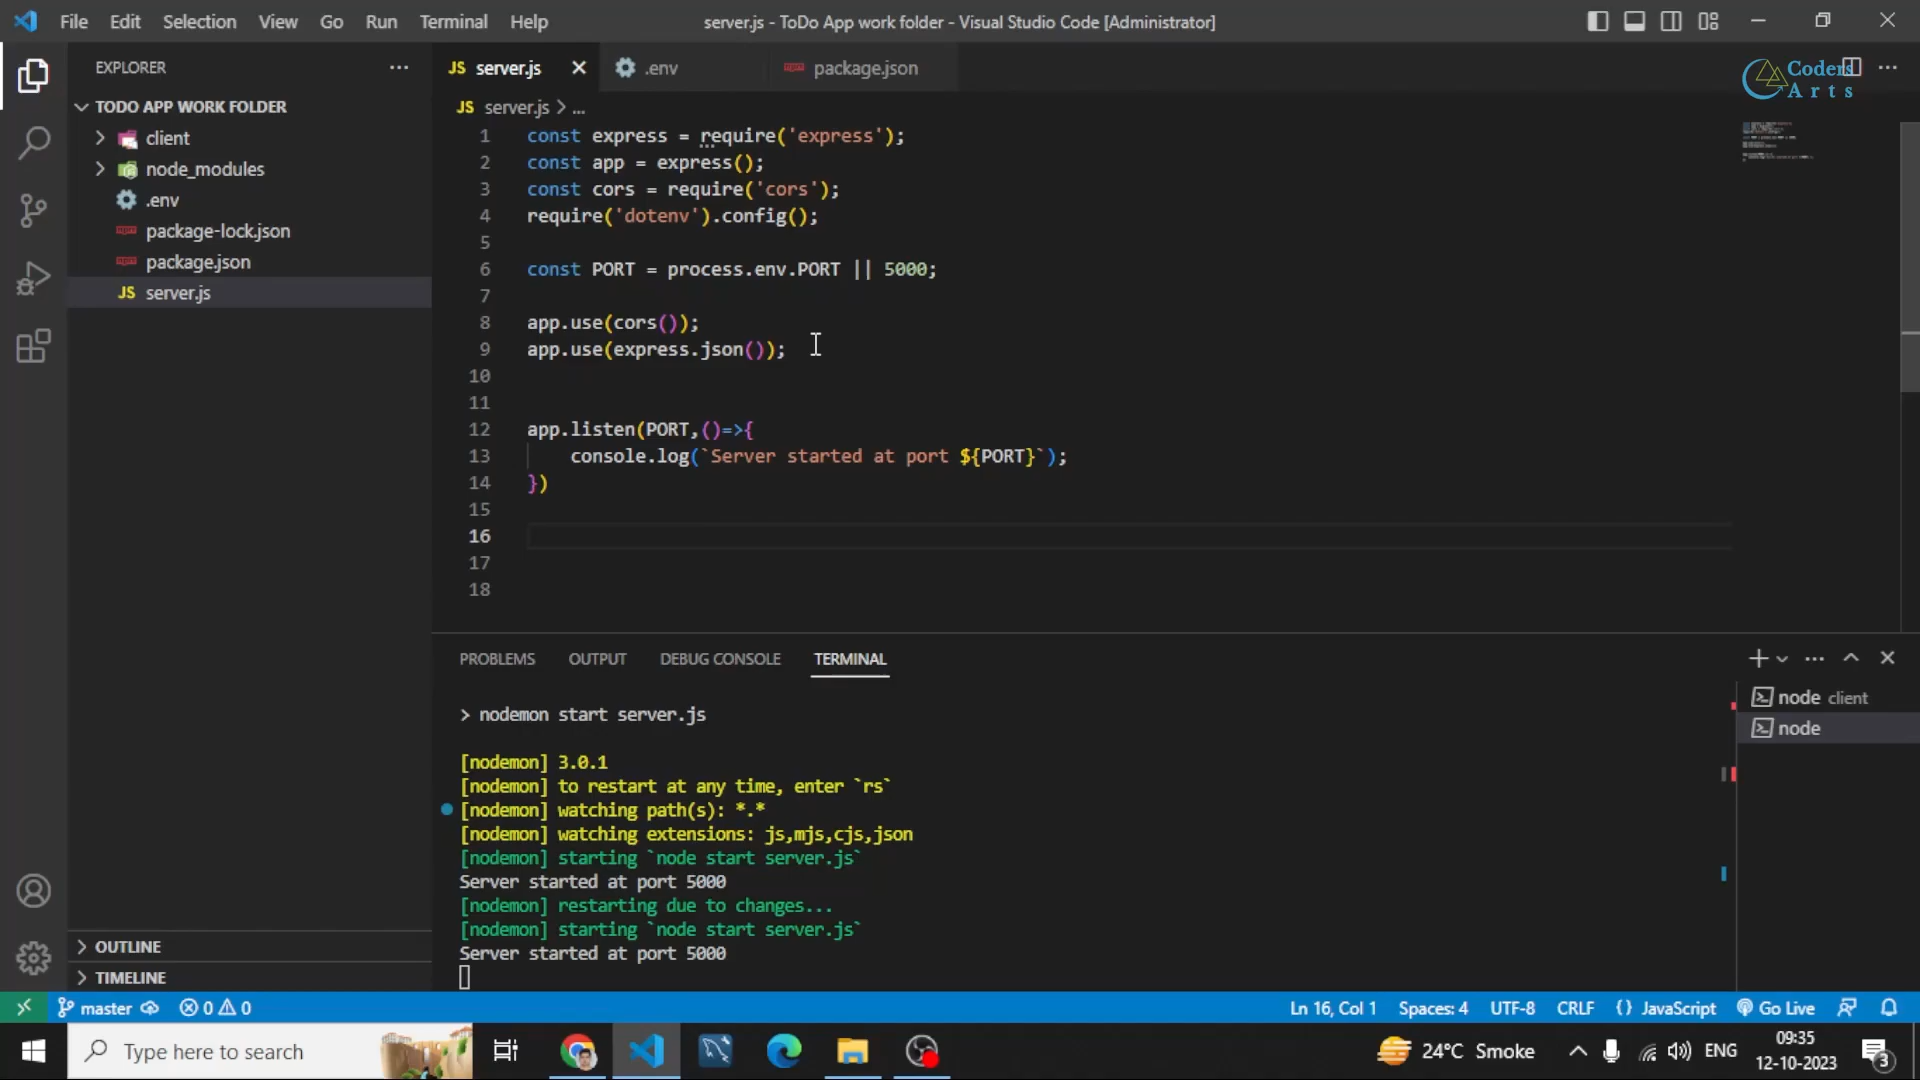 File Edit Selection View Go Run Terminal Help
server.js - ToDo App work folder - Visual Studio Code [Administrator]
EXPLORER
TODO APP WORK FOLDER
client
node_modules
.env
package-lock.json
package.json
JS server.js
OUTLINE
TIMELINE
JS server.js .env package.json
Coders
Arts
JS server.js > ...
1 const express = require('express');
2 const app = express();
3 const cors = require('cors');
4 require('dotenv').config();
5
6 const PORT = process.env.PORT || 5000;
7
8 app.use(cors());
9 app.use(express.json());
10
11
12 app.listen(PORT,()=>{
13 console.log(`Server started at port ${PORT}`);
14 })
15
16
17
18
PROBLEMS OUTPUT DEBUG CONSOLE TERMINAL
> nodemon start server.js
[nodemon] 3.0.1
[nodemon] to restart at any time, enter `rs`
[nodemon] watching path(s): *.*
[nodemon] watching extensions: js,mjs,cjs,json
[nodemon] starting `node start server.js`
Server started at port 5000
[nodemon] restarting due to changes...
[nodemon] starting `node start server.js`
Server started at port 5000
node client
node
master 0 0 Ln 16, Col 1 Spaces: 4 UTF-8 CRLF {} JavaScript Go Live
Type here to search
24°C Smoke
ENG
09:35
12-10-2023
3